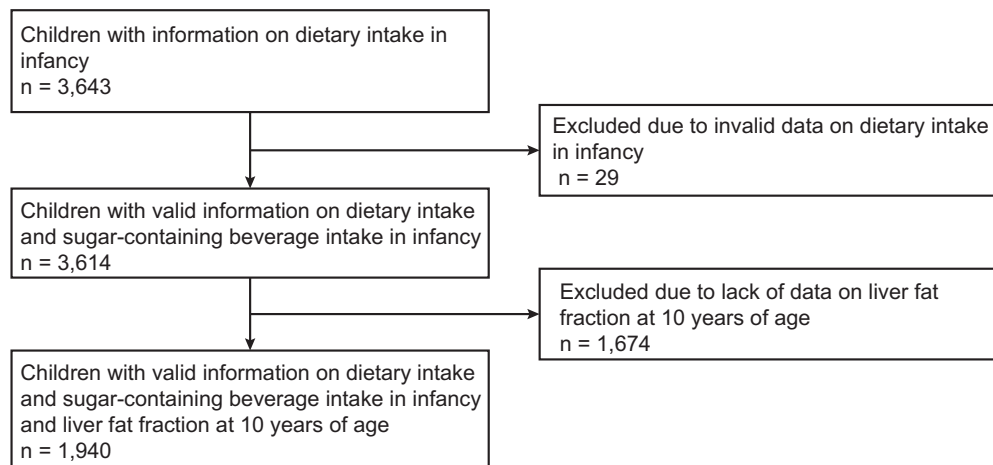 Children with information on dietary intake in
infancy
n = 3,643
Excluded due to invalid data on dietary intake
in infancy
n = 29
Children with valid information on dietary intake
and sugar-containing beverage intake in infancy
n = 3,614
Excluded due to lack of data on liver fat
fraction at 10 years of age
n = 1,674
Children with valid information on dietary intake
and sugar-containing beverage intake in infancy
and liver fat fraction at 10 years of age
n = 1,940